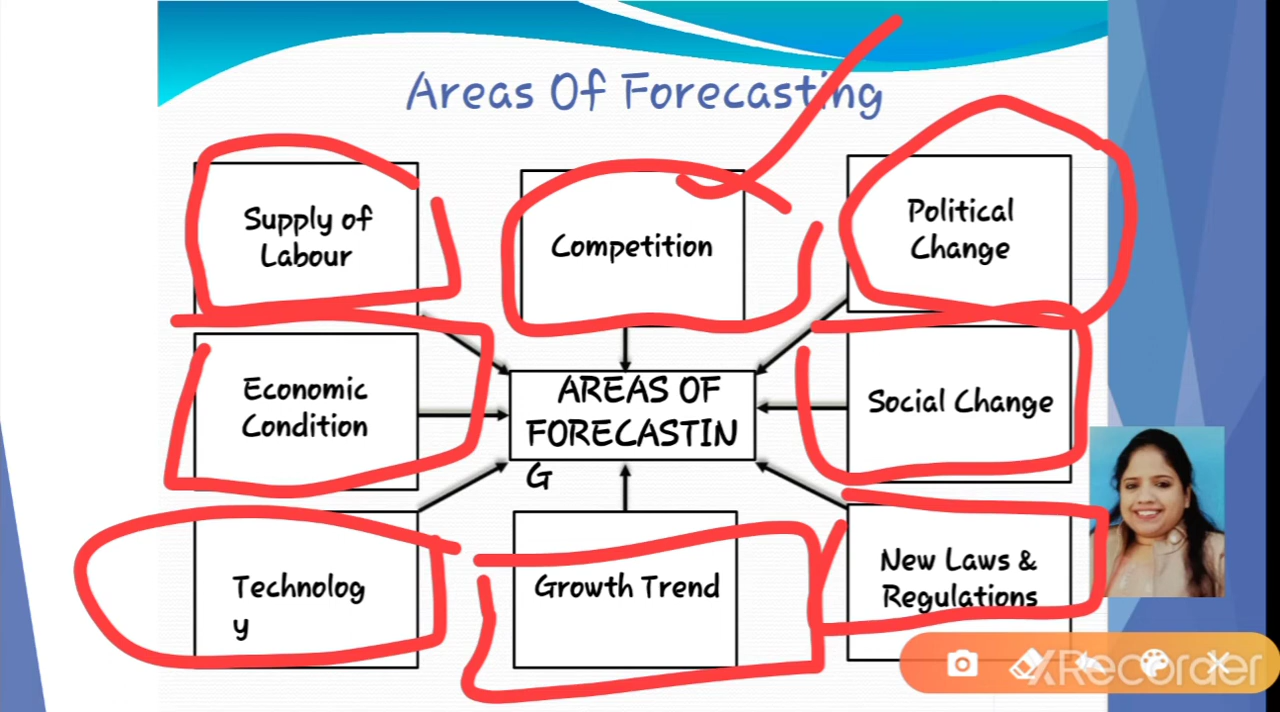 Areas Of Forecasting
Supply of
Labour
Competition
Political
Change
Economic
Condition
AREAS OF
FORECASTIN
G
Social Change
Technolog
y
Growth Trend
New Laws &
Regulations
XRecorder